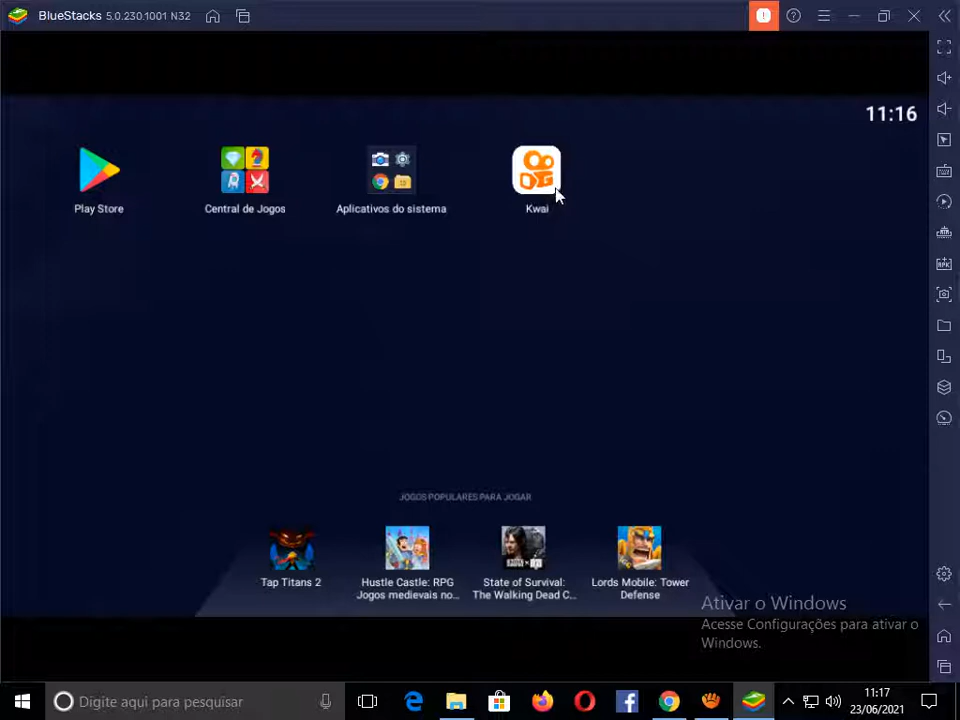 BlueStacks 5.0.230.1001 N32
11:16
Play Store
Central de Jogos
Aplicativos do sistema
Kwai
JOGOS POPULARES PARA JOGAR
Tap Titans 2
Hustle Castle: RPG
Jogos medievais no...
State of Survival:
The Walking Dead C...
Lords Mobile: Tower
Defense
Ativar o Windows
Acesse Configurações para ativar o
Windows.
Digite aqui para pesquisar
11:17
23/06/2021